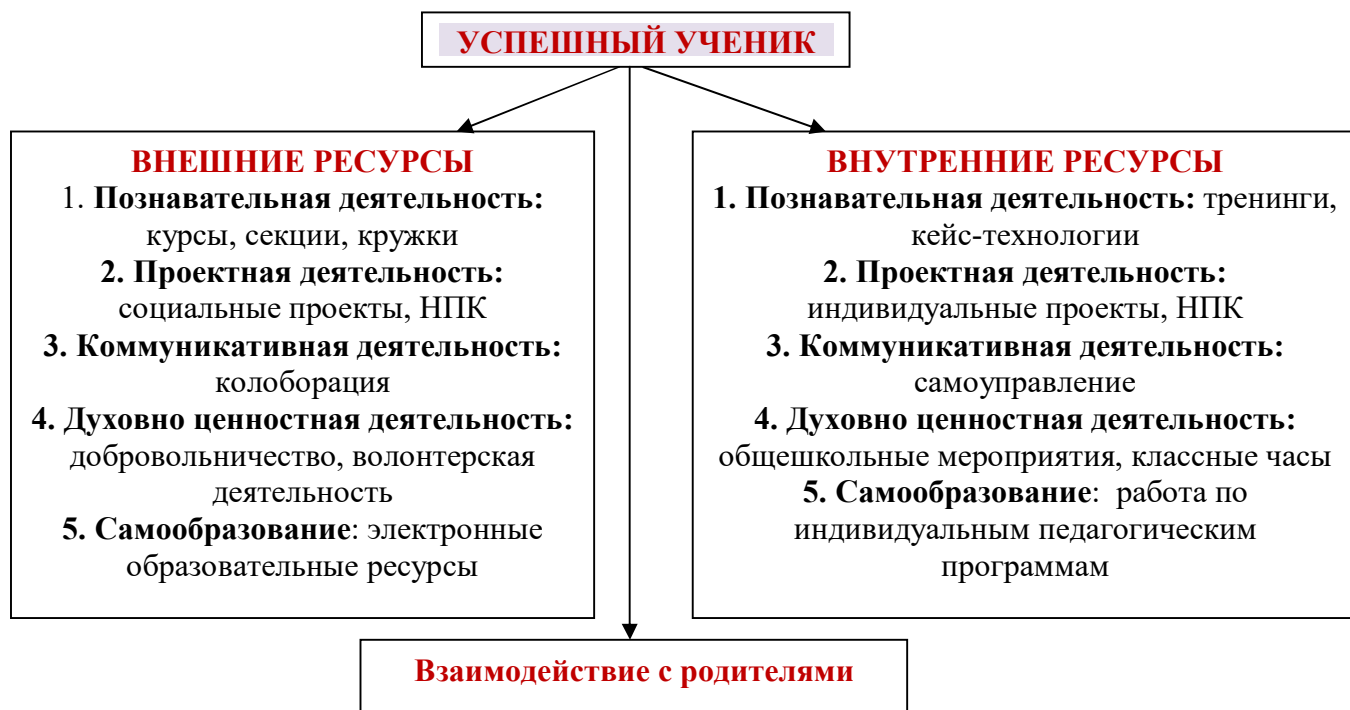 УСПЕШНЫЙ УЧЕНИК
ВНЕШНИЕ РЕСУРСЫ
1. Познавательная деятельность:
курсы, секции, кружки
2. Проектная деятельность:
социальные проекты, НПК
3. Коммуникативная деятельность:
колоборация
4. Духовно ценностная деятельность:
добровольничество, волонтерская
деятельность
5. Самообразование: электронные
образовательные ресурсы
ВНУТРЕННИЕ РЕСУРСЫ
1. Познавательная деятельность: тренинги,
кейс-технологии
2. Проектная деятельность:
индивидуальные проекты, НПК
3. Коммуникативная деятельность:
самоуправление
4. Духовно ценностная деятельность:
общешкольные мероприятия, классные часы
5. Самообразование: работа по
индивидуальным педагогическим
программам
Взаимодействие с родителями